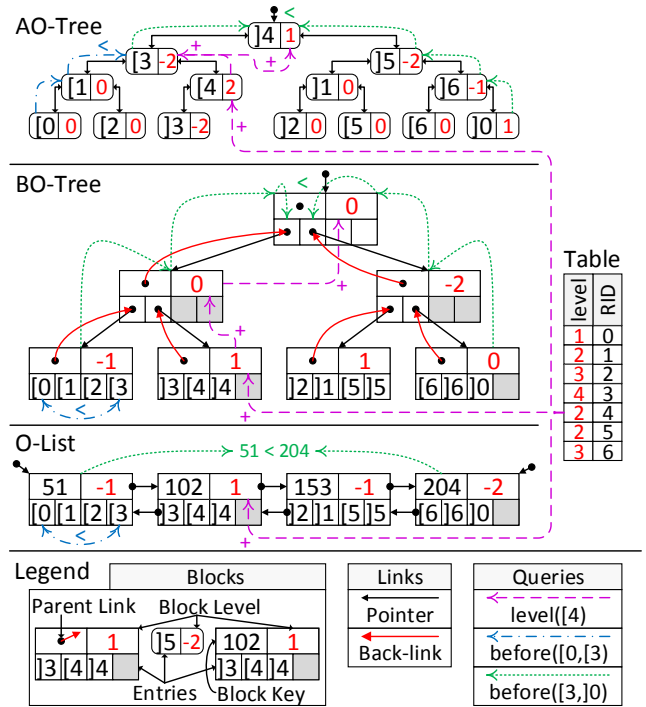 AO-Tree
<
]4 1
[3 -2 + + ]5 -2
<
[1 0 [4 2 ]1 0 ]6 -1
[0 0 [2 0 ]3 -2 + ]2 0 [5 0 [6 0 ]0 1
BO-Tree
<
0
0 + -2
Table
level RID
1 0
2 1
3 2
4 3
2 4
2 5
3 6
+
-1 1 1 0
[0 [1 [2 [3 ]3 [4 ]4 ]2 ]1 [5 ]5 [6 ]6 ]0
< +
O-List
51 < 204
51 -1 102 1 153 -1 204 -2
[0 [1 [2 [3 ]3 [4 ]4 ]2 ]1 [5 ]5 [6 ]6 ]0
< +
Legend Blocks Links Queries
Parent Link Block Level Pointer level([4)
1 ]5 -2 102 1 Back-link before([0,[3)
]3 [4 ]4 Entries ]3 [4 ]4 before([3,]0)
Block Key